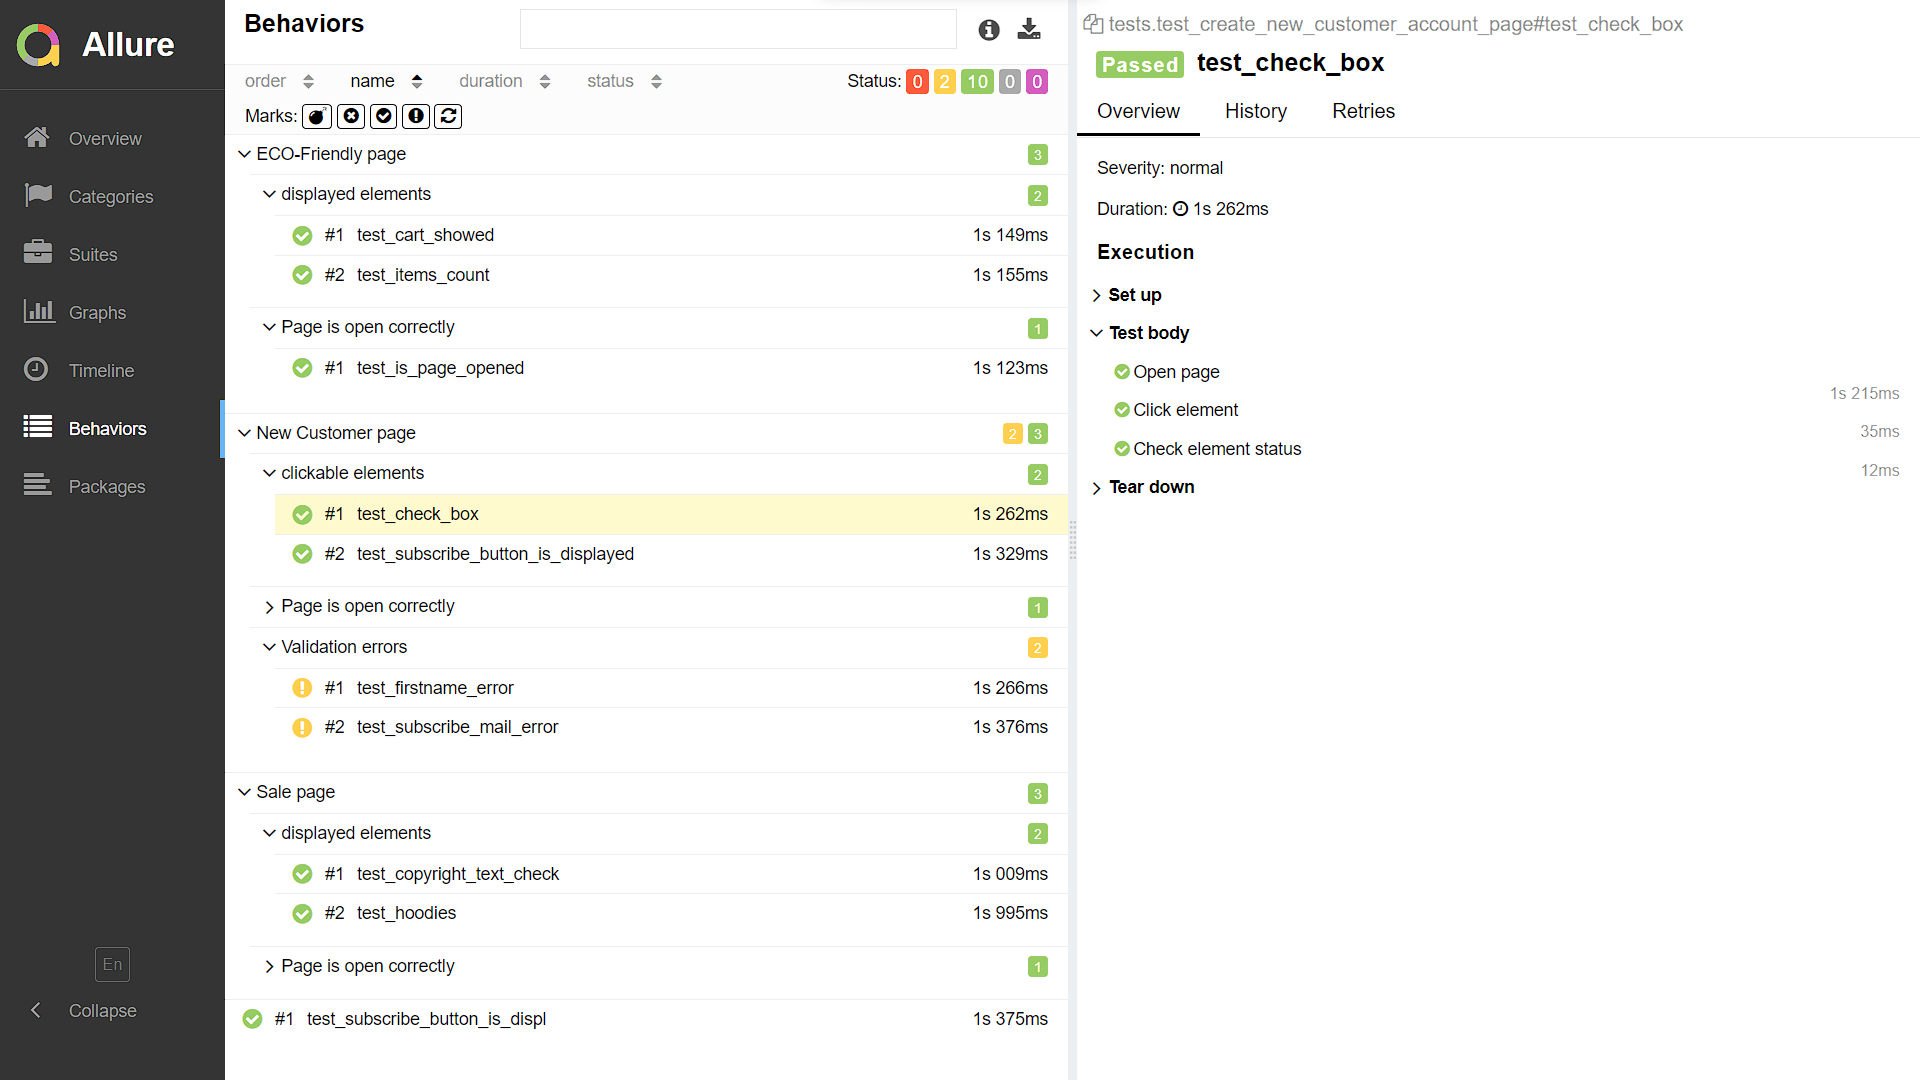 Allure
Overview
Categories
Suites
Graphs
Timeline
Behaviors
Packages
En
Collapse
Behaviors
order name duration status Status: 0 2 10 0 0
Marks:
ECO-Friendly page 3
displayed elements 2
#1 test_cart_showed 1s 149ms
#2 test_items_count 1s 155ms
Page is open correctly 1
#1 test_is_page_opened 1s 123ms
New Customer page 2 3
clickable elements 2
#1 test_check_box 1s 262ms
#2 test_subscribe_button_is_displayed 1s 329ms
Page is open correctly 1
Validation errors 2
#1 test_firstname_error 1s 266ms
#2 test_subscribe_mail_error 1s 376ms
Sale page 3
displayed elements 2
#1 test_copyright_text_check 1s 009ms
#2 test_hoodies 1s 995ms
Page is open correctly 1
#1 test_subscribe_button_is_displ 1s 375ms
tests.test_create_new_customer_account_page#test_check_box
Passed test_check_box
Overview History Retries
Severity: normal
Duration: 1s 262ms
Execution
Set up
Test body
Open page
1s 215ms
Click element
35ms
Check element status
12ms
Tear down